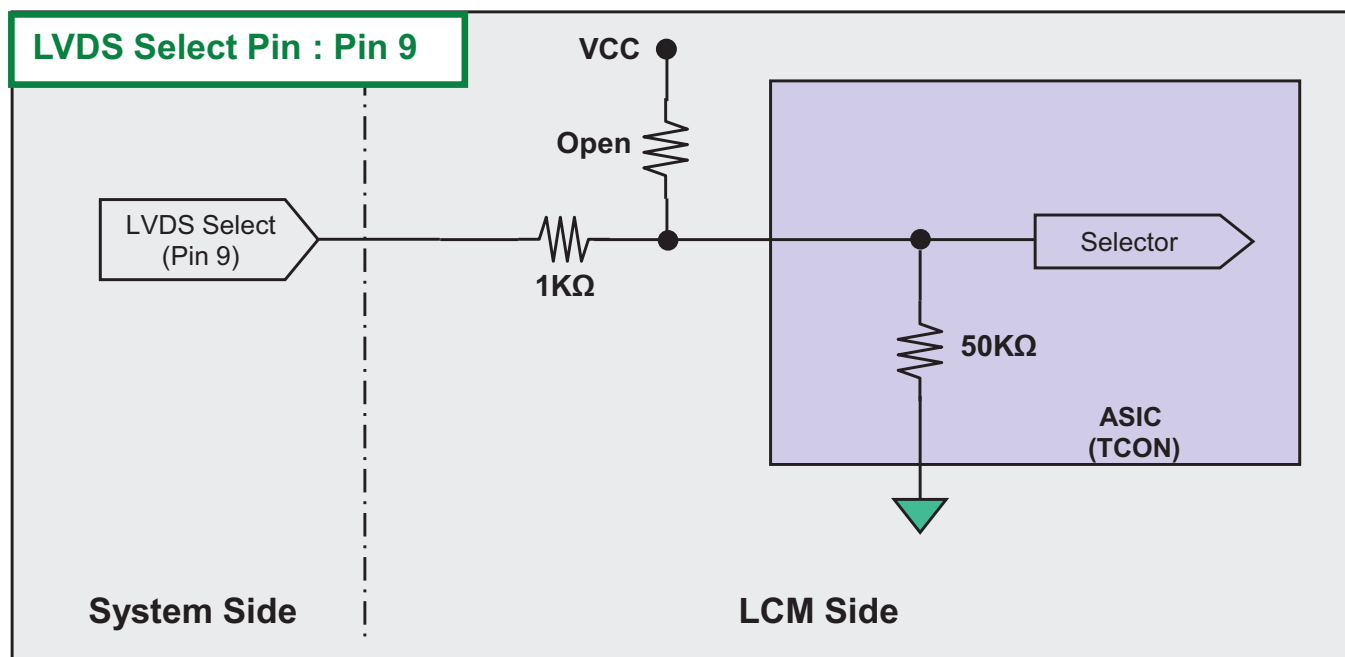 LVDS Select Pin : Pin 9
VCC
Open
LVDS Select
(Pin 9)
1KΩ
Selector
50KΩ
ASIC
(TCON)
System Side
LCM Side